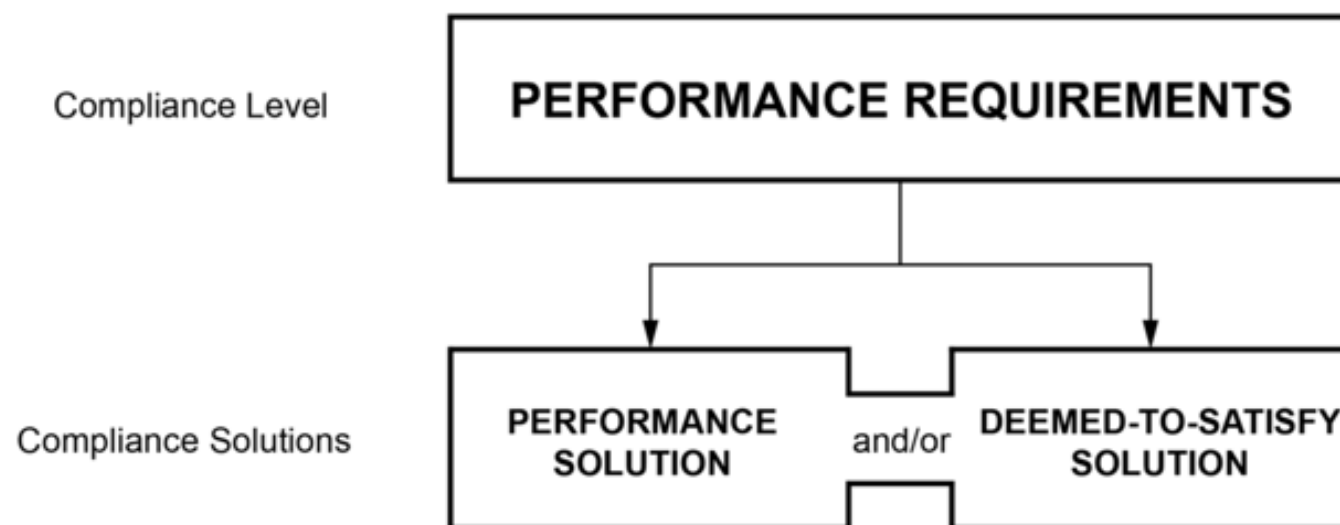 Compliance Level
PERFORMANCE REQUIREMENTS
Compliance Solutions
PERFORMANCE
SOLUTION
and/or
DEEMED-TO-SATISFY
SOLUTION